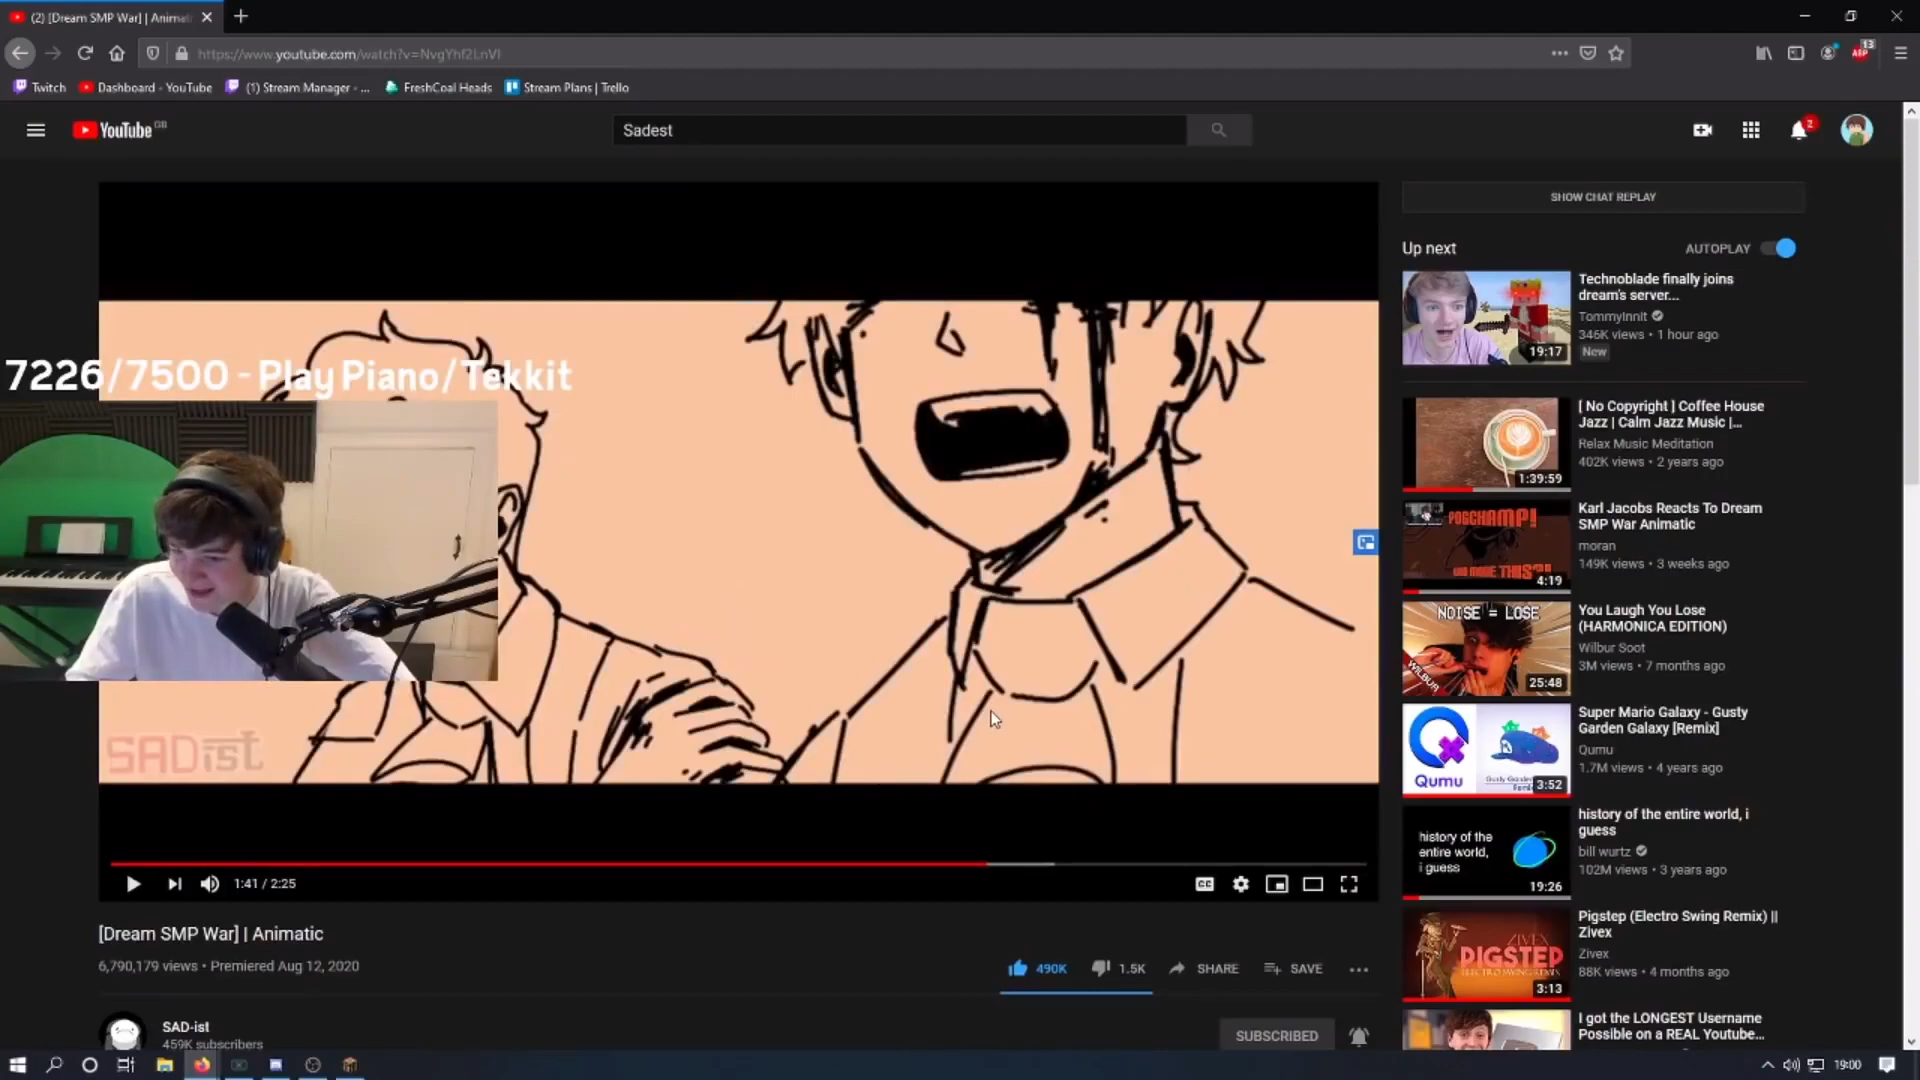 (2) [Dream SMP War] | Animat
https://www.youtube.com/watch?v=NvgYhf2LnVI
13
ABP
Twitch
Dashboard - YouTube
(1) Stream Manager - ...
FreshCoal Heads
Stream Plans | Trello
YouTube GB
Sadest
2
SHOW CHAT REPLAY
Up next
AUTOPLAY
Technoblade finally joins
dream's server...
TommyInnit
346K views • 1 hour ago
New
19:17
[ No Copyright ] Coffee House
Jazz | Calm Jazz Music |...
Relax Music Meditation
402K views • 2 years ago
1:39:59
POGCHAMP!
Karl Jacobs Reacts To Dream
SMP War Animatic
moran
149K views • 3 weeks ago
4:19
NOISE = LOSE
WILBUR
You Laugh You Lose
(HARMONICA EDITION)
Wilbur Soot
3M views • 7 months ago
25:48
Super Mario Galaxy - Gusty
Garden Galaxy [Remix]
Qumu
1.7M views • 4 years ago
Qumu
3:52
history of the
entire world,
i guess
history of the entire world, i
guess
bill wurtz
102M views • 3 years ago
19:26
ZIVEX
PIGSTEP
ELECTRO SWING REMIX
Pigstep (Electro Swing Remix) ||
Zivex
Zivex
88K views • 4 months ago
3:13
I got the LONGEST Username
Possible on a REAL Youtube...
7226/7500 - Play Piano/Tekkit
SADist
1:41 / 2:25
CC
[Dream SMP War] | Animatic
6,790,179 views • Premiered Aug 12, 2020
490K
1.5K
SHARE
SAVE
SAD-ist
459K subscribers
SUBSCRIBED
19:00